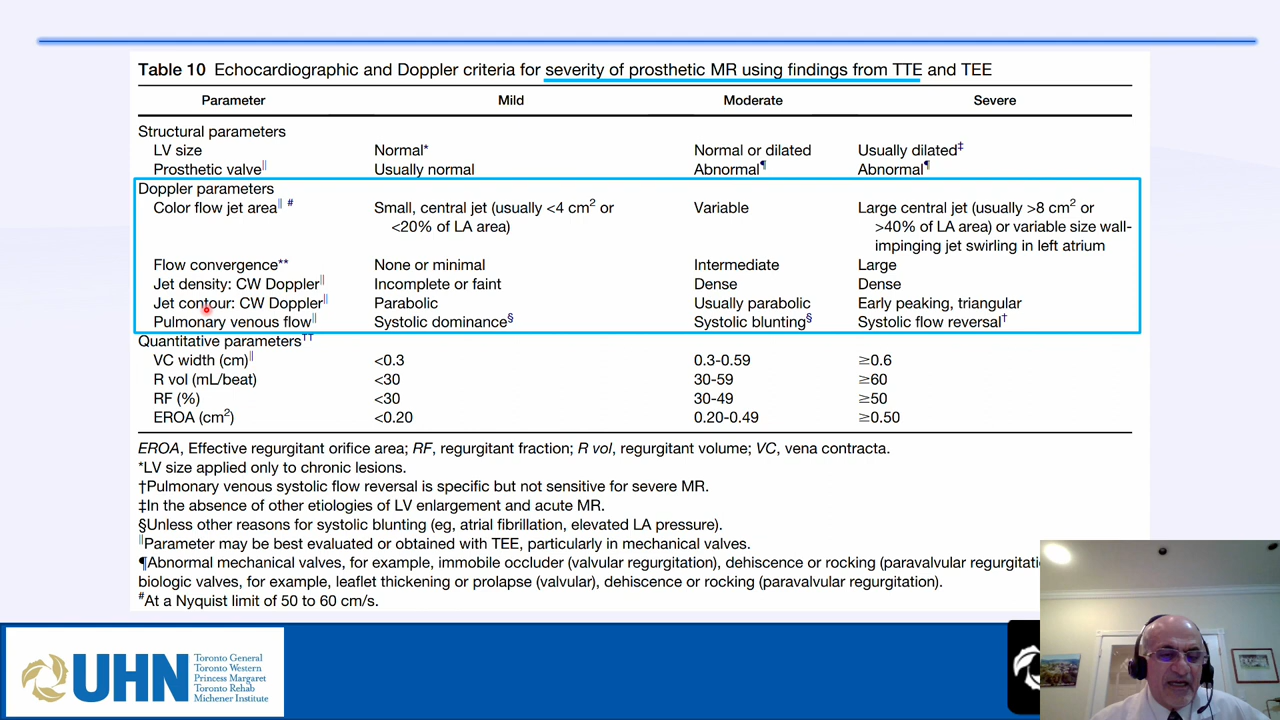 Table 10 Echocardiographic and Doppler criteria for severity of prosthetic MR using findings from TTE and TEE
Parameter Mild Moderate Severe
Structural parameters
LV size Normal* Normal or dilated Usually dilated‡
Prosthetic valve‖ Usually normal Abnormal¶ Abnormal¶
Doppler parameters
Color flow jet area‖ # Small, central jet (usually <4 cm² or Variable Large central jet (usually >8 cm² or
<20% of LA area) >40% of LA area) or variable size wall-
impinging jet swirling in left atrium
Flow convergence** None or minimal Intermediate Large
Jet density: CW Doppler‖ Incomplete or faint Dense Dense
Jet contour: CW Doppler‖ Parabolic Usually parabolic Early peaking, triangular
Pulmonary venous flow‖ Systolic dominance§ Systolic blunting§ Systolic flow reversal†
Quantitative parameters††
VC width (cm)‖ <0.3 0.3-0.59 ≥0.6
R vol (mL/beat) <30 30-59 ≥60
RF (%) <30 30-49 ≥50
EROA (cm²) <0.20 0.20-0.49 ≥0.50
EROA, Effective regurgitant orifice area; RF, regurgitant fraction; R vol, regurgitant volume; VC, vena contracta.
*LV size applied only to chronic lesions.
†Pulmonary venous systolic flow reversal is specific but not sensitive for severe MR.
‡In the absence of other etiologies of LV enlargement and acute MR.
§Unless other reasons for systolic blunting (eg, atrial fibrillation, elevated LA pressure).
‖Parameter may be best evaluated or obtained with TEE, particularly in mechanical valves.
¶Abnormal mechanical valves, for example, immobile occluder (valvular regurgitation), dehiscence or rocking (paravalvular
biologic valves, for example, leaflet thickening or prolapse (valvular), dehiscence or rocking (paravalvular regurgitation).
#At a Nyquist limit of 50 to 60 cm/s.
UHN
Toronto General
Toronto Western
Princess Margaret
Toronto Rehab
Michener Institute